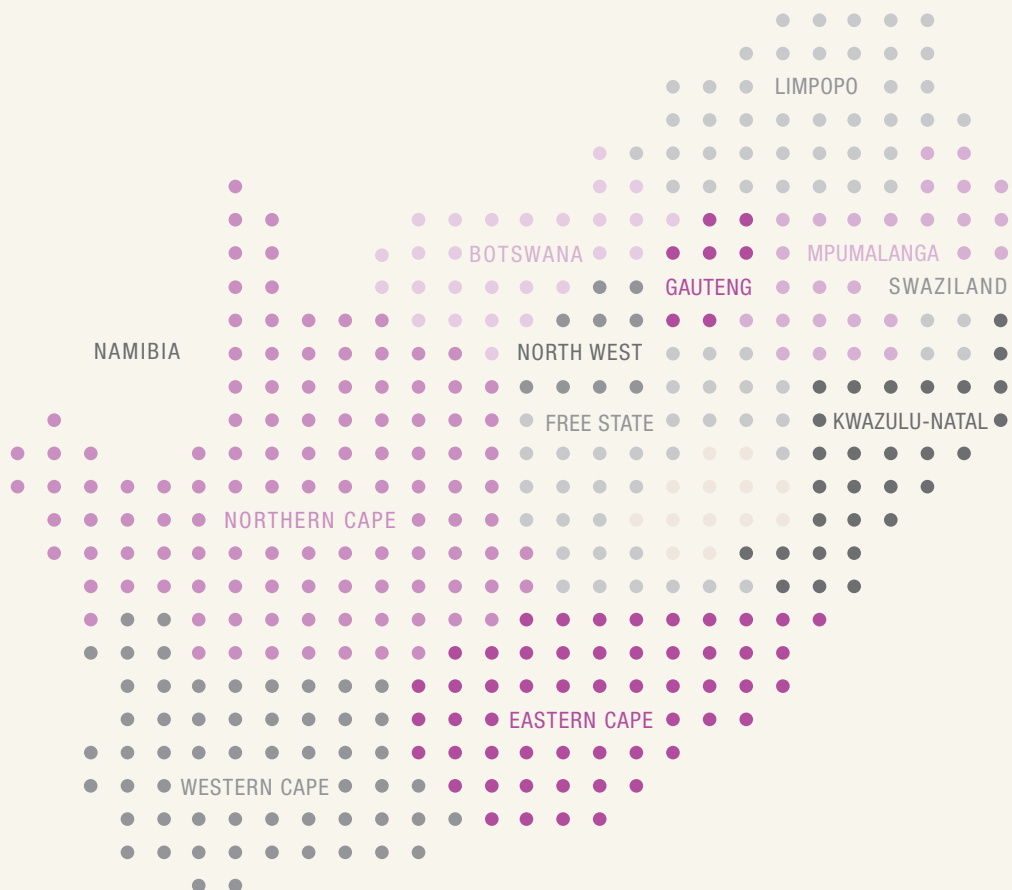 LIMPOPO
BOTSWANA
MPUMALANGA
GAUTENG
SWAZILAND
NAMIBIA
NORTH WEST
FREE STATE
KWAZULU-NATAL
NORTHERN CAPE
EASTERN CAPE
WESTERN CAPE